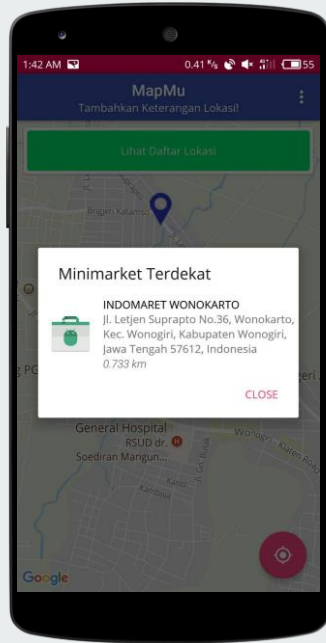 1:42 AM 0.41 K/s 55
MapMu
Tambahkan Keterangan Lokasi!
Lihat Daftar Lokasi
Brigjen Katamso
Minimarket Terdekat
INDOMARET WONOKARTO
Jl. Letjen Suprapto No.36, Wonokarto,
Kec. Wonogiri, Kabupaten Wonogiri,
Jawa Tengah 57612, Indonesia
0.733 km
CLOSE
General Hospital
RSUD dr.
Soediran Mangun...
Google